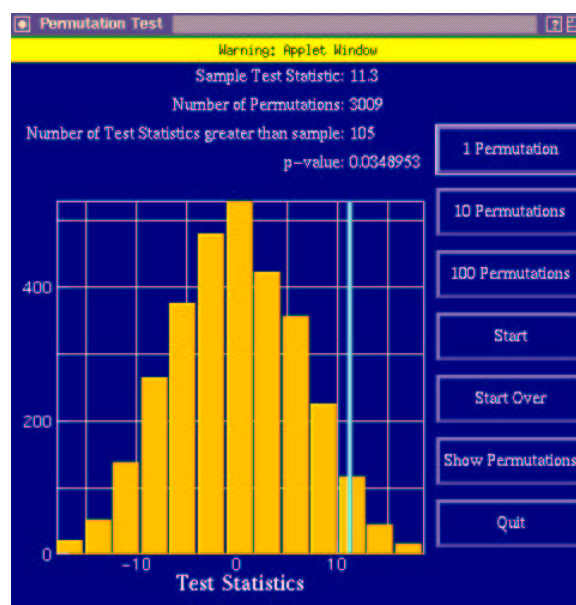 Permutation Test
Warning: Applet Window
Sample Test Statistic: 11.3
Number of Permutations: 3009
Number of Test Statistics greater than sample: 105
p-value: 0.0348953
1 Permutation
10 Permutations
100 Permutations
Start
Start Over
Show Permutations
Quit
400
200
0
-10
0
10
Test Statistics